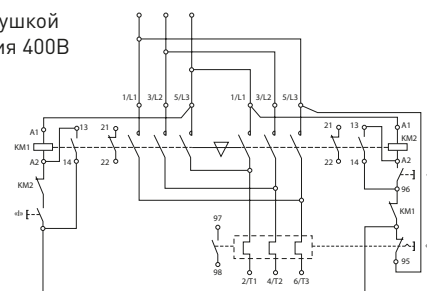 ушкой
ия 400В
1/L1 3/L2 5/L3 1/L1 3/L2 5/L3
A1 13 21 21 13 A1
KM1 KM2
A2 14 22 22 14 A2
KM2 96
«I» KM1
97
98 95
2/T1 4/T2 6/T3